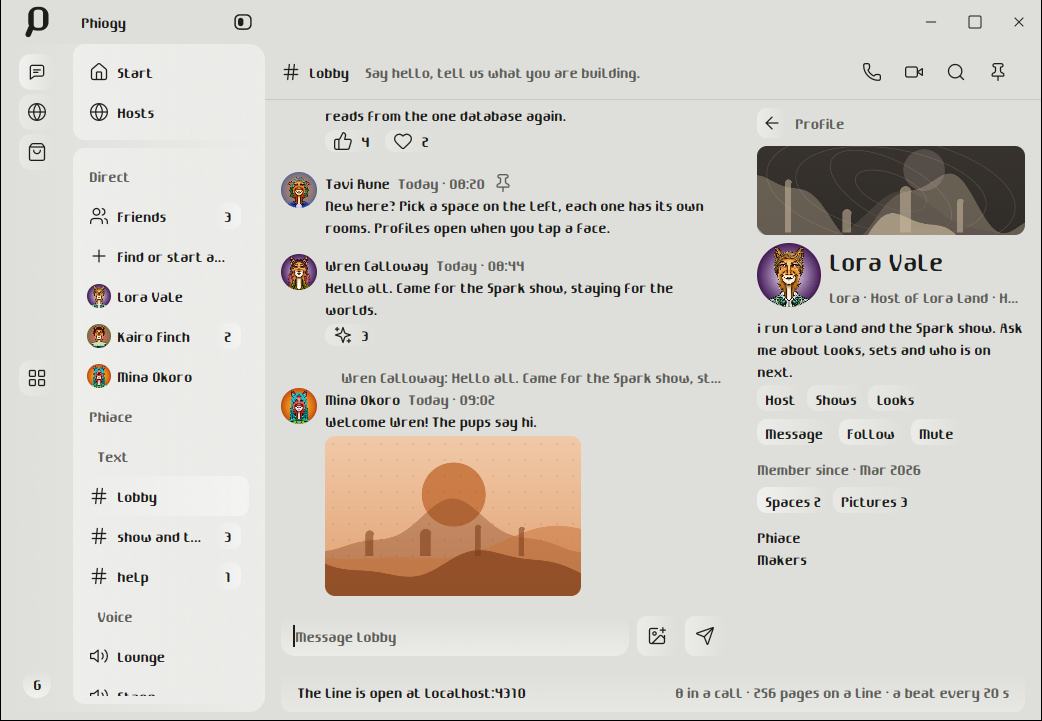 Phiogy
Start
Hosts
Direct
Friends 3
Find or start a...
Lora Vale
Kairo Finch 2
Mina Okoro
Phiace
Text
# Lobby
# show and t... 3
# help 1
Voice
Lounge
6
# Lobby Say hello, tell us what you are building.
reads from the one database again.
4 2
Tavi Rune Today · 08:20
New here? Pick a space on the left, each one has its own
rooms. Profiles open when you tap a face.
Wren Calloway Today · 08:44
Hello all. Came for the Spark show, staying for the
worlds.
3
Wren Calloway: Hello all. Came for the Spark show, st...
Mina Okoro Today · 09:02
Welcome Wren! The pups say hi.
Message Lobby
The Line is open at localhost:4310
0 in a call · 256 pages on a line · a beat every 20 s
Profile
Lora Vale
Lora · Host of Lora Land · H...
i run Lora Land and the Spark show. Ask
me about looks, sets and who is on
next.
Host Shows Looks
Message Follow Mute
Member since · Mar 2026
Spaces 2 Pictures 3
Phiace
Makers